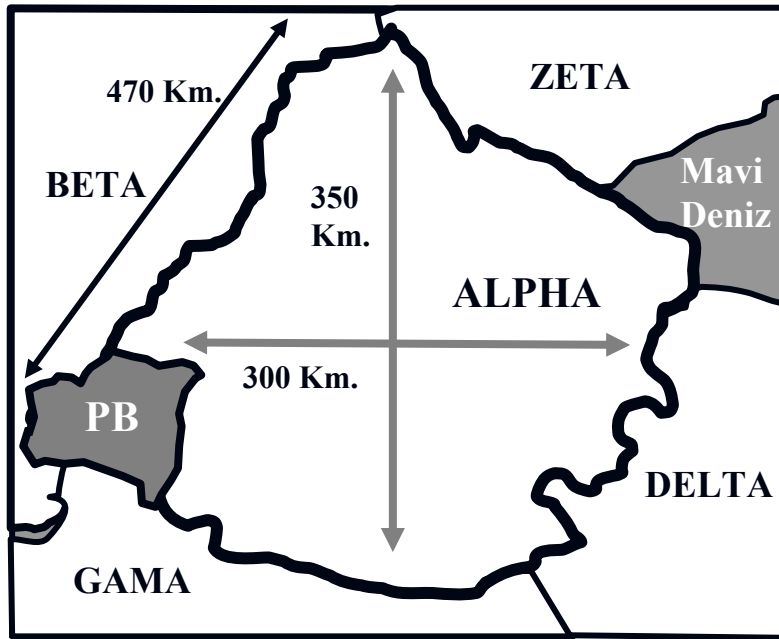 ZETA
470 Km.
Mavi
Deniz
BETA
350
Km.
ALPHA
300 Km.
PB
DELTA
GAMA